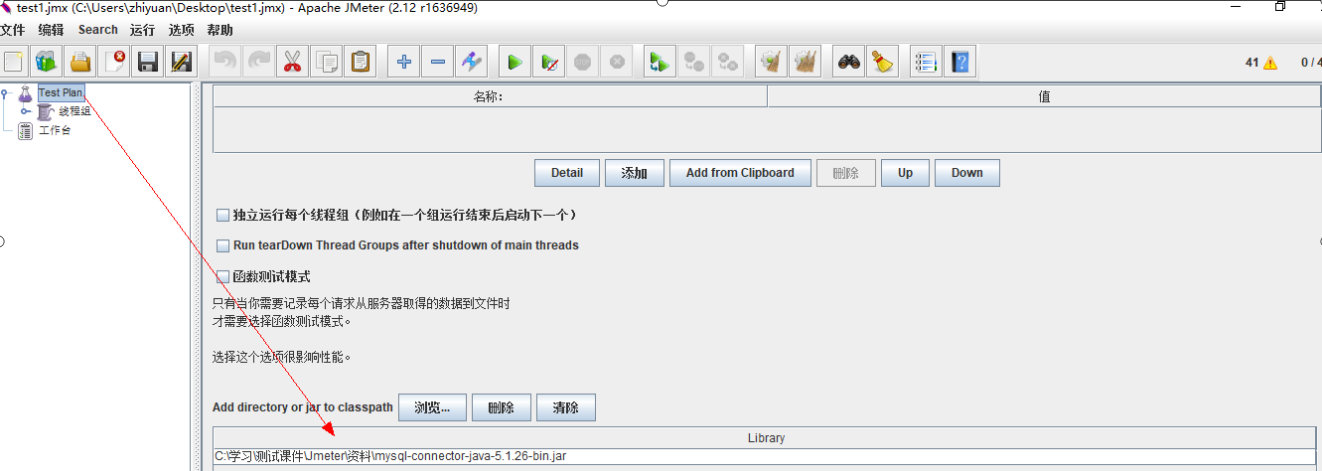 test1.jmx (C:\Users\zhiyuan\Desktop\test1.jmx) - Apache JMeter (2.12 r1636949)
文件 编辑 Search 运行 选项 帮助
41 0 / 4
Test Plan
线程组
工作台
名称: 值
Detail 添加 Add from Clipboard 删除 Up Down
独立运行每个线程组（例如在一个组运行结束后启动下一个）
Run tearDown Thread Groups after shutdown of main threads
函数测试模式
只有当你需要记录每个请求从服务器取得的数据到文件时
才需要选择函数测试模式。
选择这个选项很影响性能。
Add directory or jar to classpath 浏览... 删除 清除
Library
C:\学习\测试课件\Jmeter\资料\mysql-connector-java-5.1.26-bin.jar